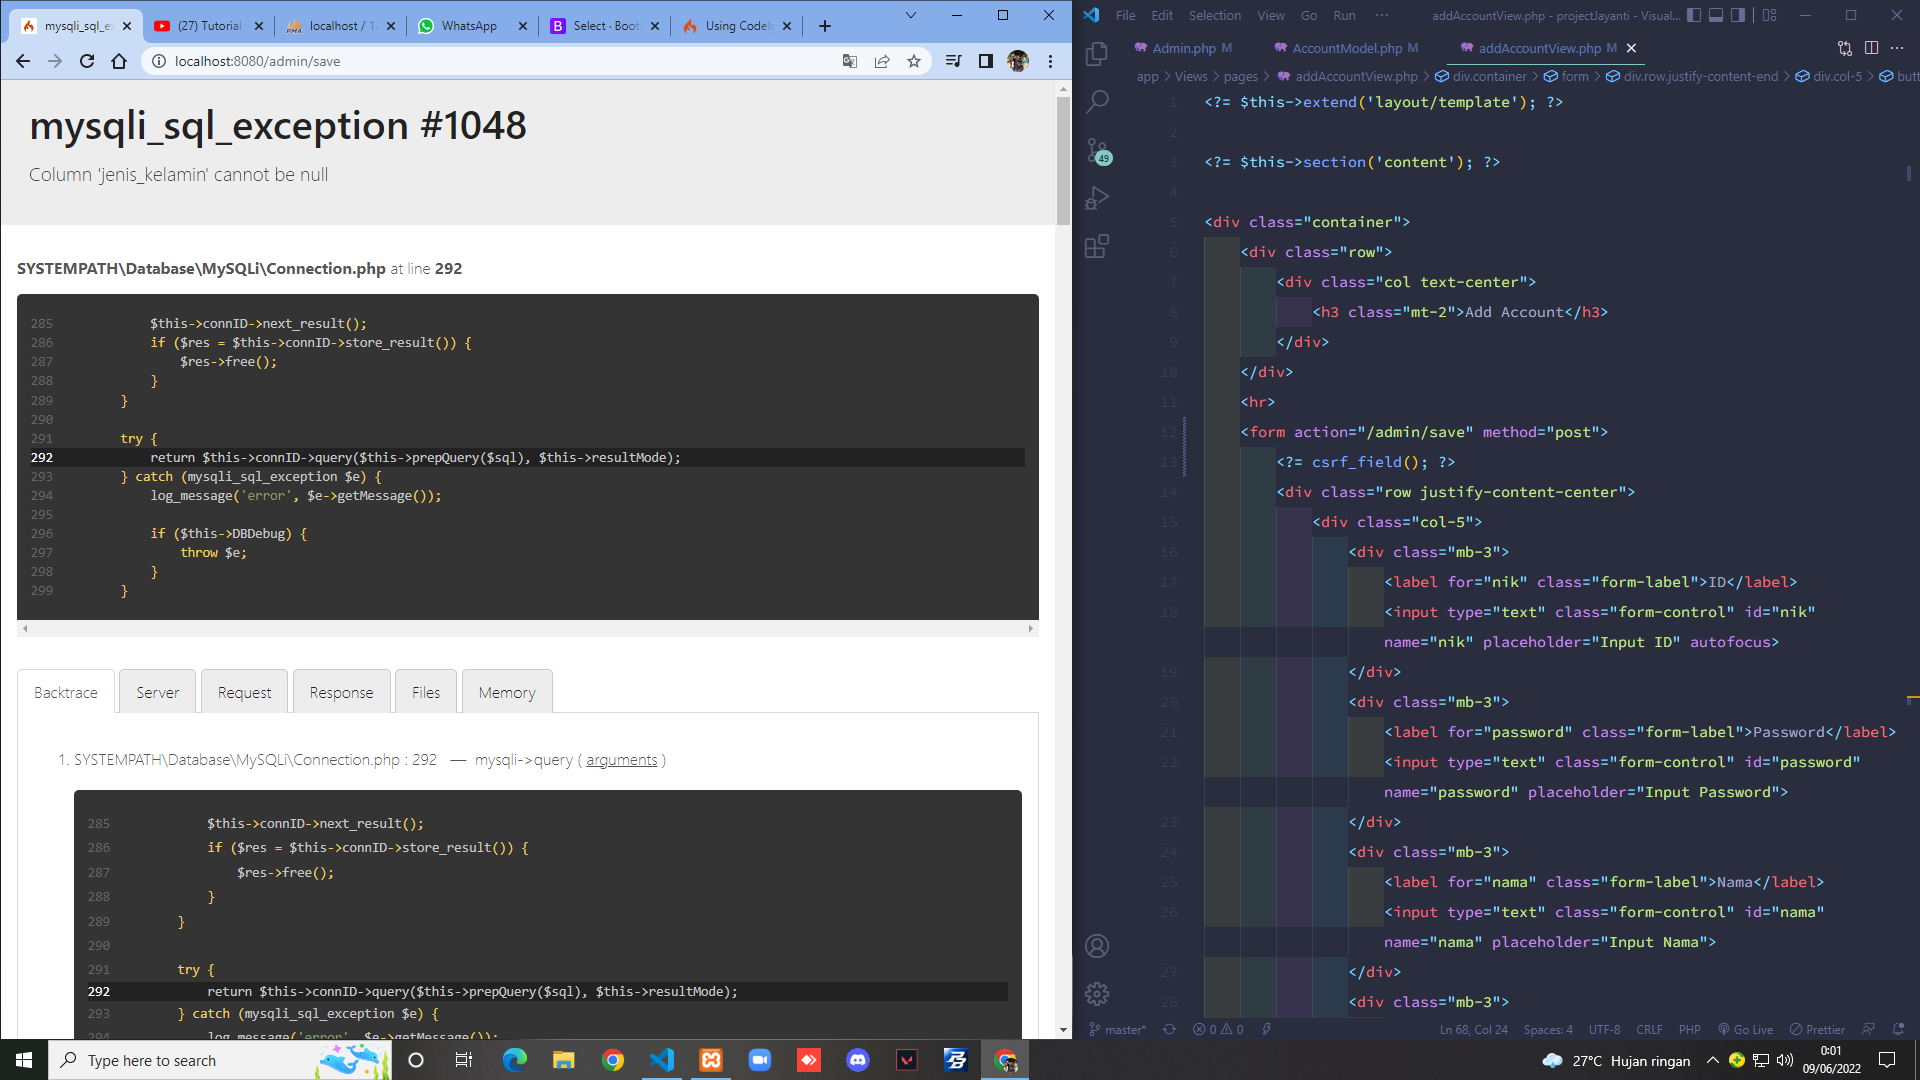 mysqli_sql_e
(27) Tutorial
localhost / 1
WhatsApp
Select · Boot
Using CodeIg
localhost:8080/admin/save
mysqli_sql_exception #1048
Column 'jenis_kelamin' cannot be null
SYSTEMPATH\Database\MySQLi\Connection.php at line 292
285 $this->connID->next_result();
286 if ($res = $this->connID->store_result()) {
287 $res->free();
288 }
289 }
290
291 try {
292 return $this->connID->query($this->prepQuery($sql), $this->resultMode);
293 } catch (mysqli_sql_exception $e) {
294 log_message('error', $e->getMessage());
295
296 if ($this->DBDebug) {
297 throw $e;
298 }
299 }
Backtrace Server Request Response Files Memory
1. SYSTEMPATH\Database\MySQLi\Connection.php : 292 — mysqli->query ( arguments )
285 $this->connID->next_result();
286 if ($res = $this->connID->store_result()) {
287 $res->free();
288 }
289 }
290
291 try {
292 return $this->connID->query($this->prepQuery($sql), $this->resultMode);
293 } catch (mysqli_sql_exception $e) {
294 log_message('error', $e->getMessage());
File Edit Selection View Go Run ··· addAccountView.php - projectJayanti - Visual...
Admin.php M AccountModel.php M addAccountView.php M
app > Views > pages > addAccountView.php > div.container > form > div.row.justify-content-end > div.col-5 > butt
1 <?= $this->extend('layout/template'); ?>
2
3 <?= $this->section('content'); ?>
4
5 <div class="container">
6 <div class="row">
7 <div class="col text-center">
8 <h3 class="mt-2">Add Account</h3>
9 </div>
10 </div>
11 <hr>
12 <form action="/admin/save" method="post">
13 <?= csrf_field(); ?>
14 <div class="row justify-content-center">
15 <div class="col-5">
16 <div class="mb-3">
17 <label for="nik" class="form-label">ID</label>
18 <input type="text" class="form-control" id="nik"
name="nik" placeholder="Input ID" autofocus>
19 </div>
20 <div class="mb-3">
21 <label for="password" class="form-label">Password</label>
22 <input type="text" class="form-control" id="password"
name="password" placeholder="Input Password">
23 </div>
24 <div class="mb-3">
25 <label for="nama" class="form-label">Nama</label>
26 <input type="text" class="form-control" id="nama"
name="nama" placeholder="Input Nama">
27 </div>
28 <div class="mb-3">
49
master* 0 0 Ln 68, Col 24 Spaces: 4 UTF-8 CRLF PHP Go Live Prettier
Type here to search
27°C Hujan ringan
0:01
09/06/2022